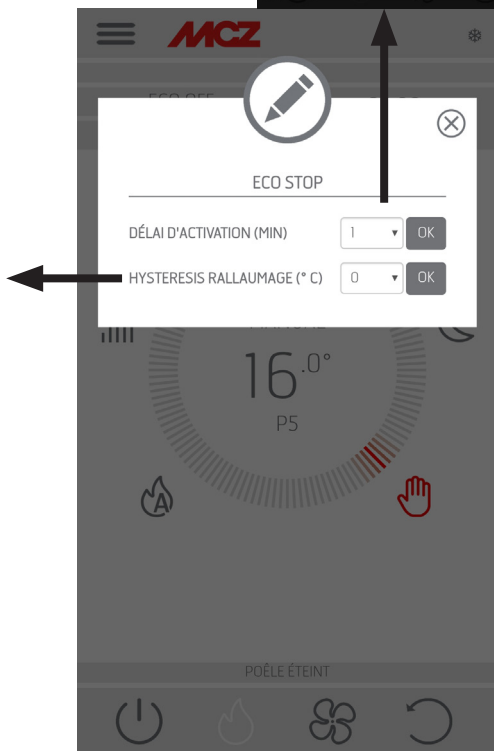 MCZ
ECO STOP
DÉLAI D'ACTIVATION (MIN) 1 OK
HYSTERESIS RALLAUMAGE (° C) 0 OK
16.0°
P5
A
POÊLE ÉTEINT